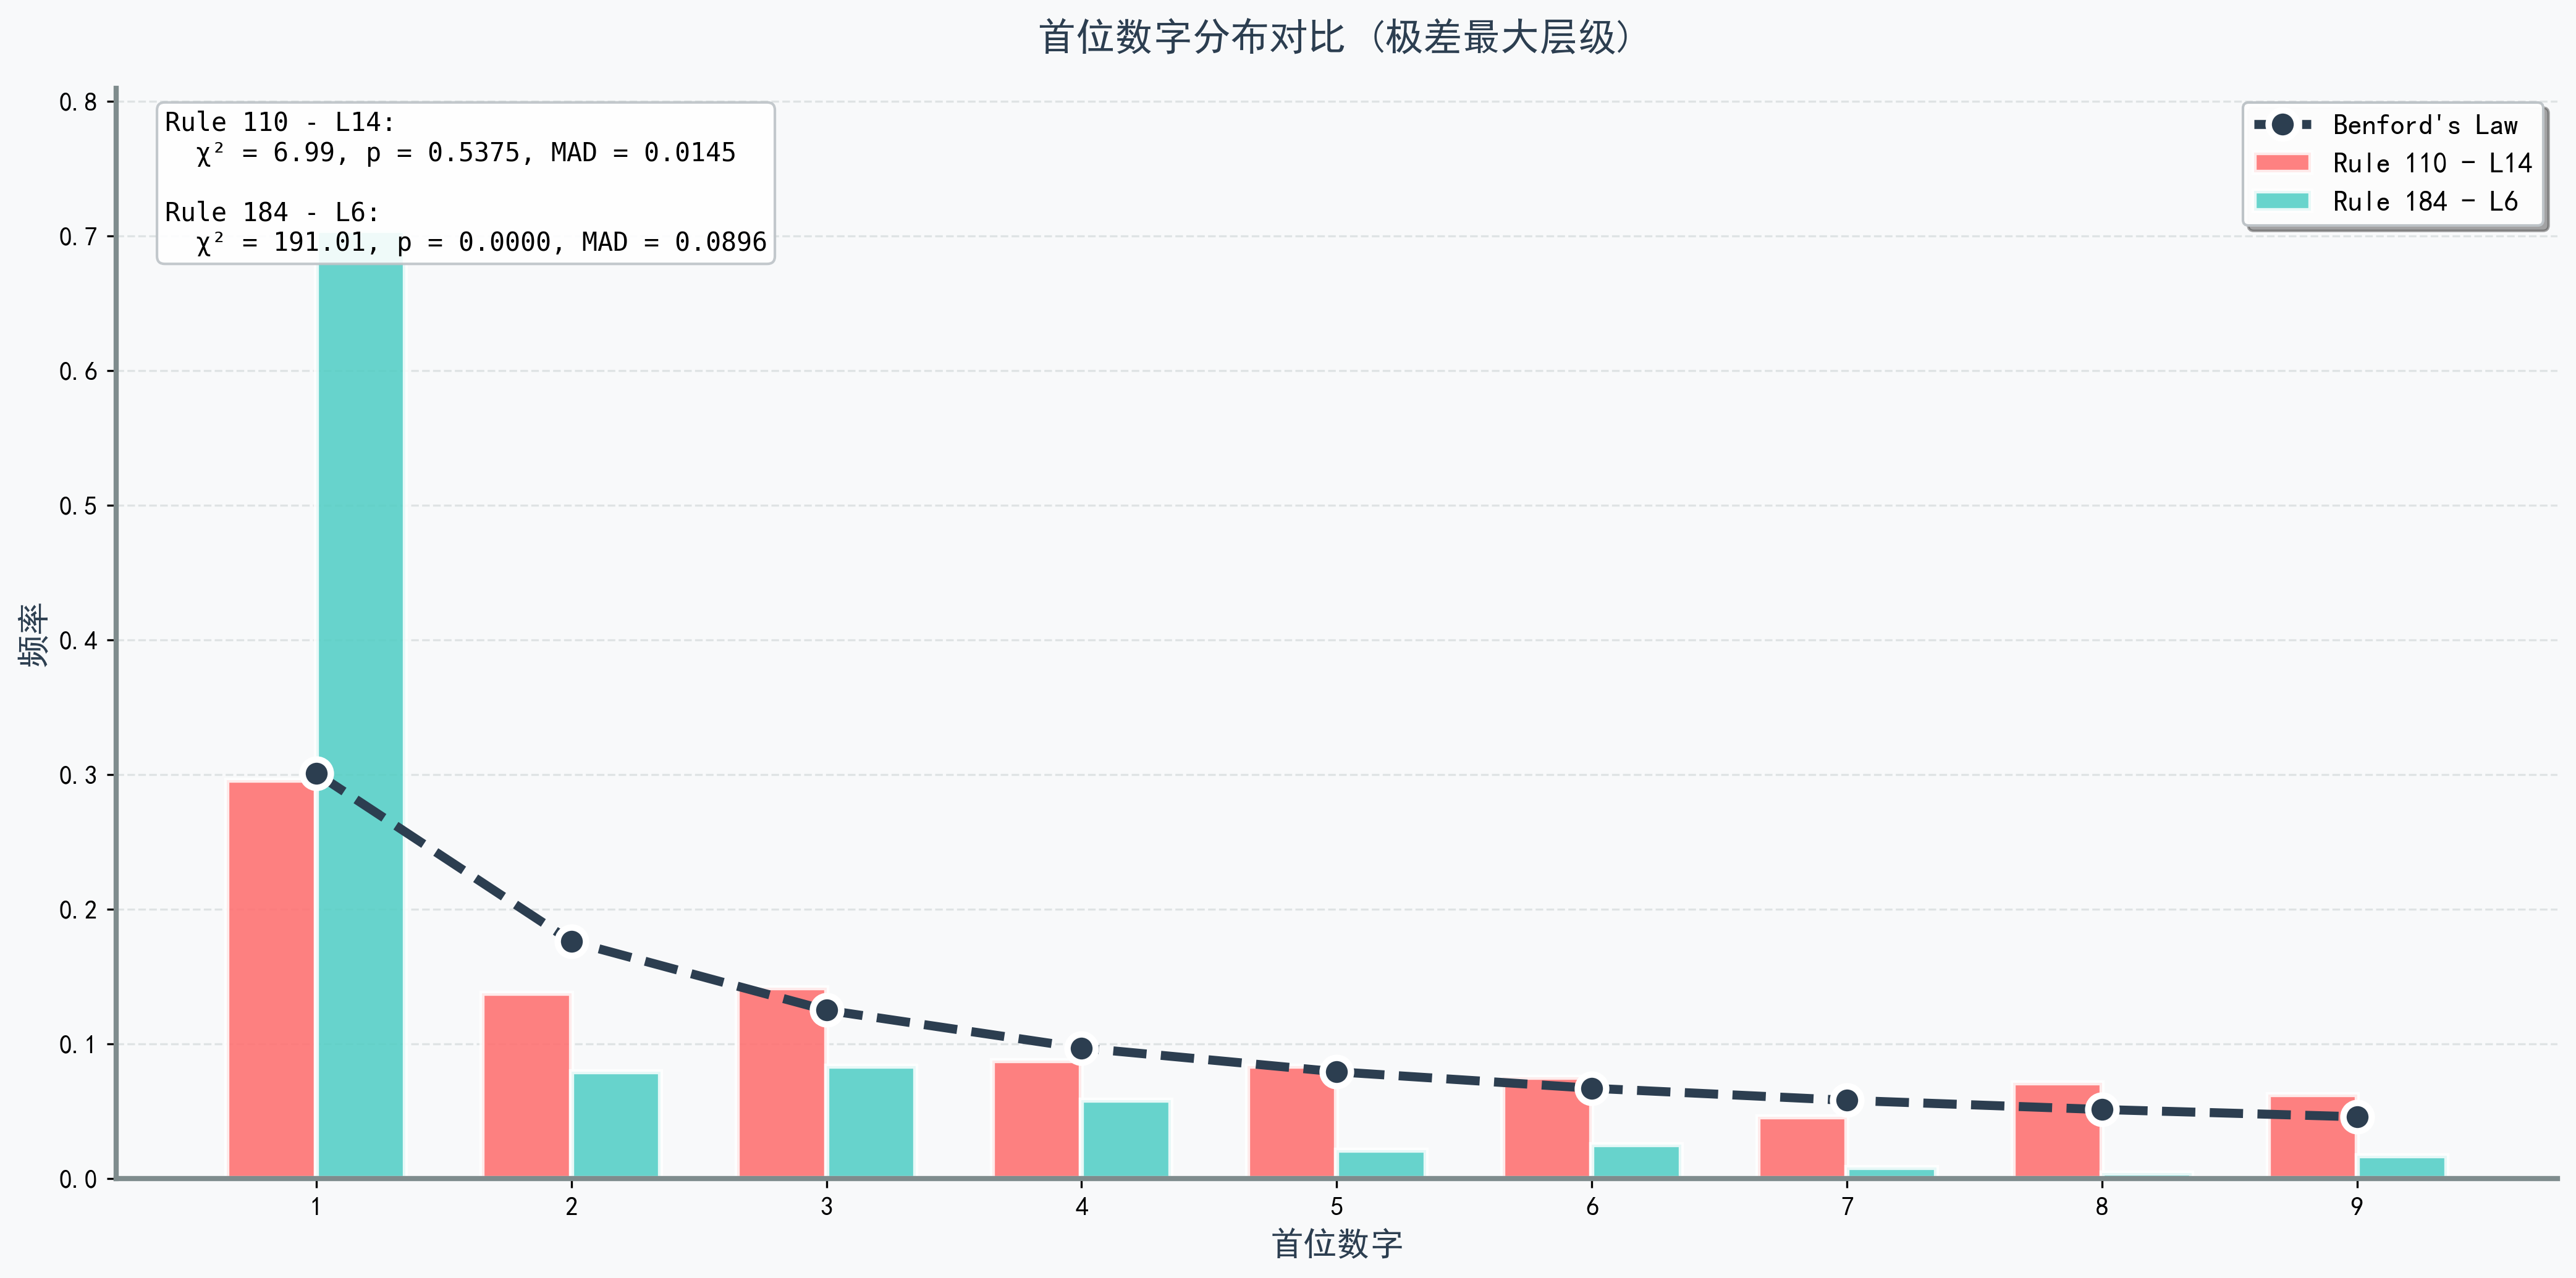 首位数字分布对比 (极差最大层级)
Rule 110 - L14:
χ² = 6.99, p = 0.5375, MAD = 0.0145
Rule 184 - L6:
χ² = 191.01, p = 0.0000, MAD = 0.0896
Benford's Law
Rule 110 - L14
Rule 184 - L6
频率
0.8
0.7
0.6
0.5
0.4
0.3
0.2
0.1
0.0
1 2 3 4 5 6 7 8 9
首位数字